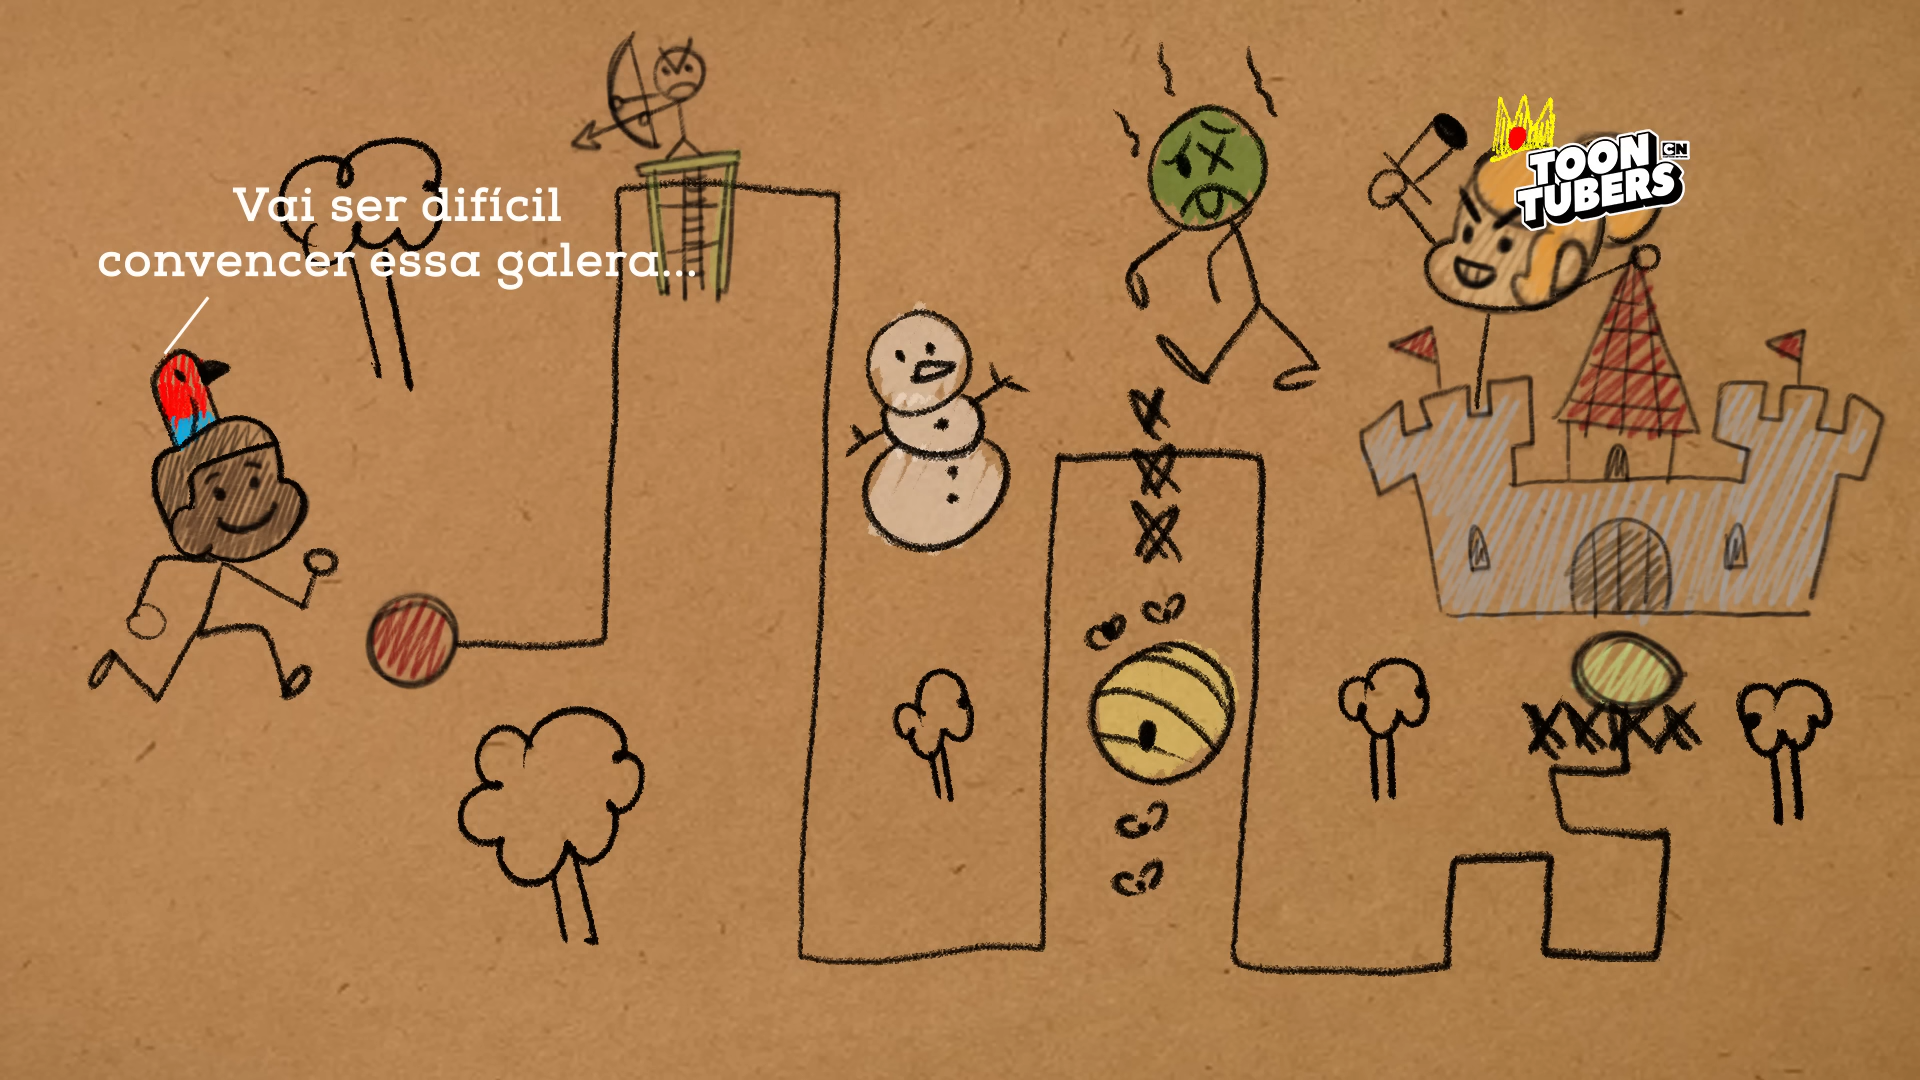 Vai ser difícil
convencer essa galera...
TOON
TUBERS
CN